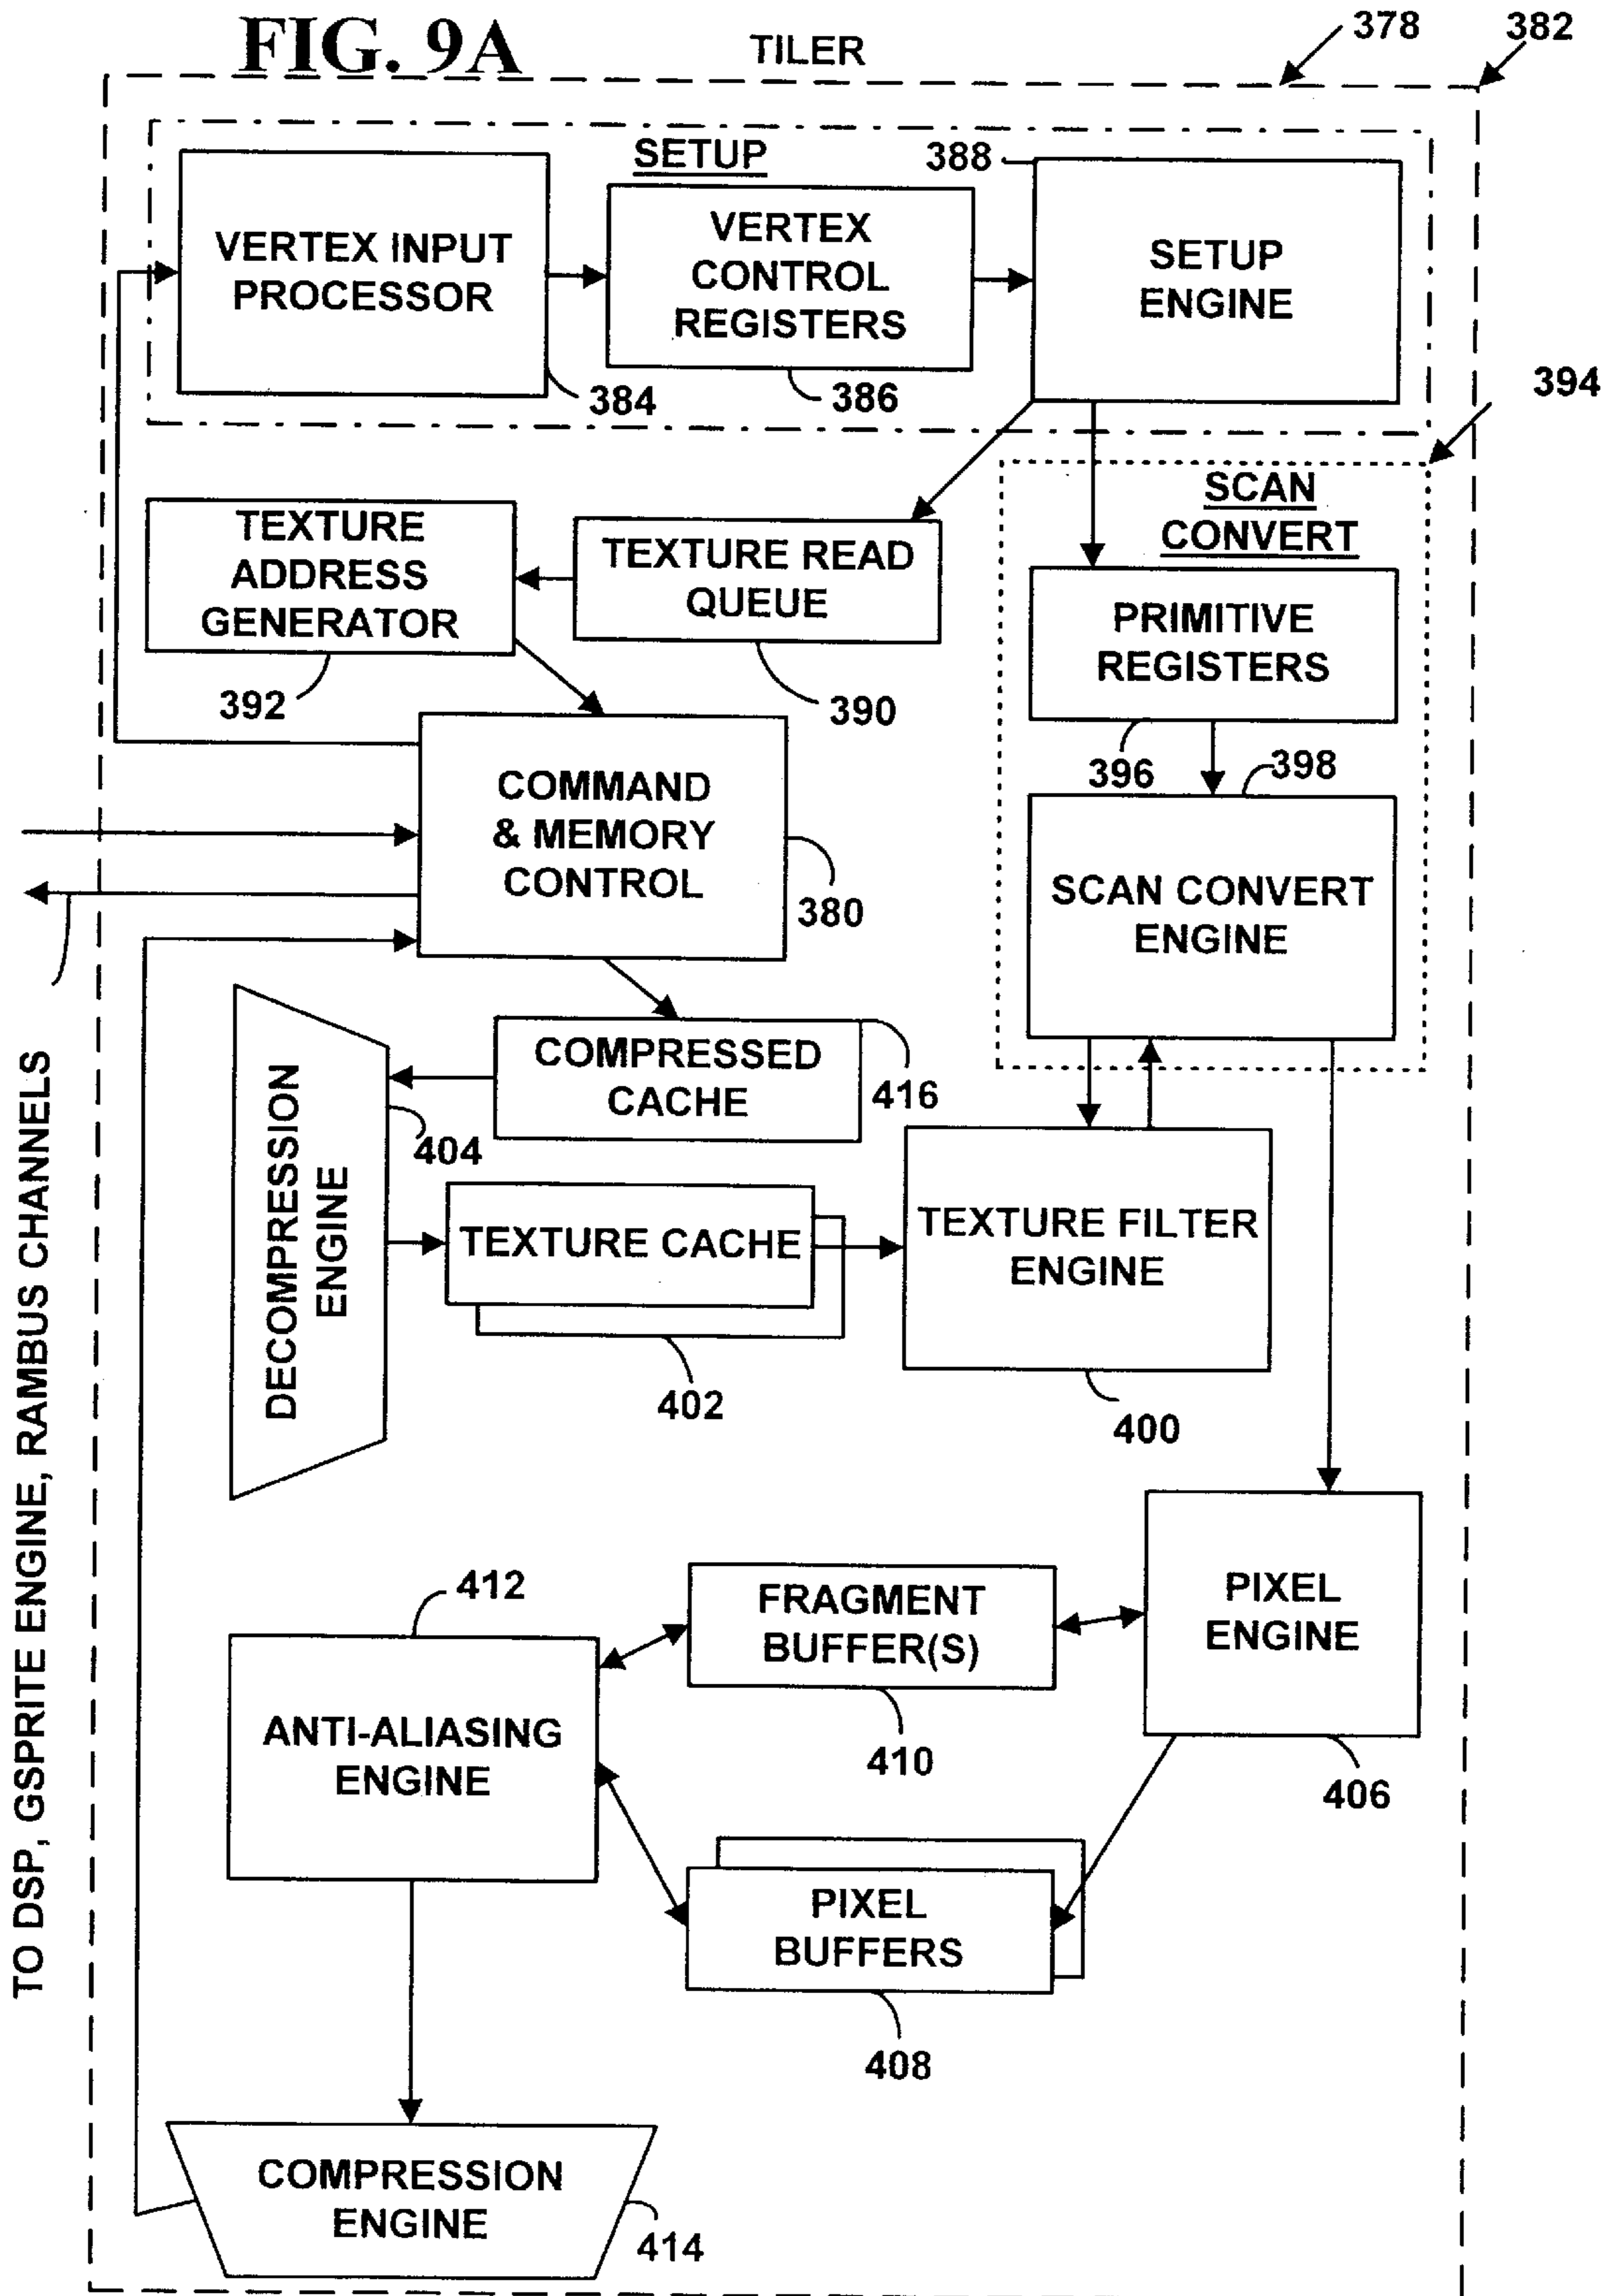 FIG. 9A
TILER
378
382
SETUP
388
VERTEX INPUT
PROCESSOR
VERTEX
CONTROL
REGISTERS
SETUP
ENGINE
384
386
394
SCAN
CONVERT
TEXTURE
ADDRESS
GENERATOR
TEXTURE READ
QUEUE
PRIMITIVE
REGISTERS
392
390
396
398
COMMAND
& MEMORY
CONTROL
380
SCAN CONVERT
ENGINE
COMPRESSED
CACHE
416
404
DECOMPRESSION
ENGINE
TEXTURE CACHE
402
TEXTURE FILTER
ENGINE
400
TO DSP, GSPRITE ENGINE, RAMBUS CHANNELS
412
FRAGMENT
BUFFER(S)
410
PIXEL
ENGINE
406
ANTI-ALIASING
ENGINE
PIXEL
BUFFERS
408
COMPRESSION
ENGINE
414